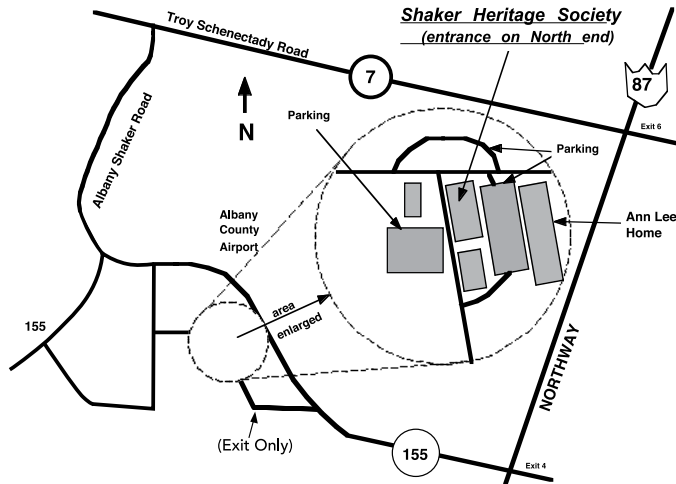 Shaker Heritage Society
(entrance on North end)
Troy Schenectady Road
7
87
Exit 6
N
Parking
Parking
Albany Shaker Road
Albany
County
Airport
Ann Lee
Home
area
enlarged
155
NORTHWAY
(Exit Only)
155
Exit 4